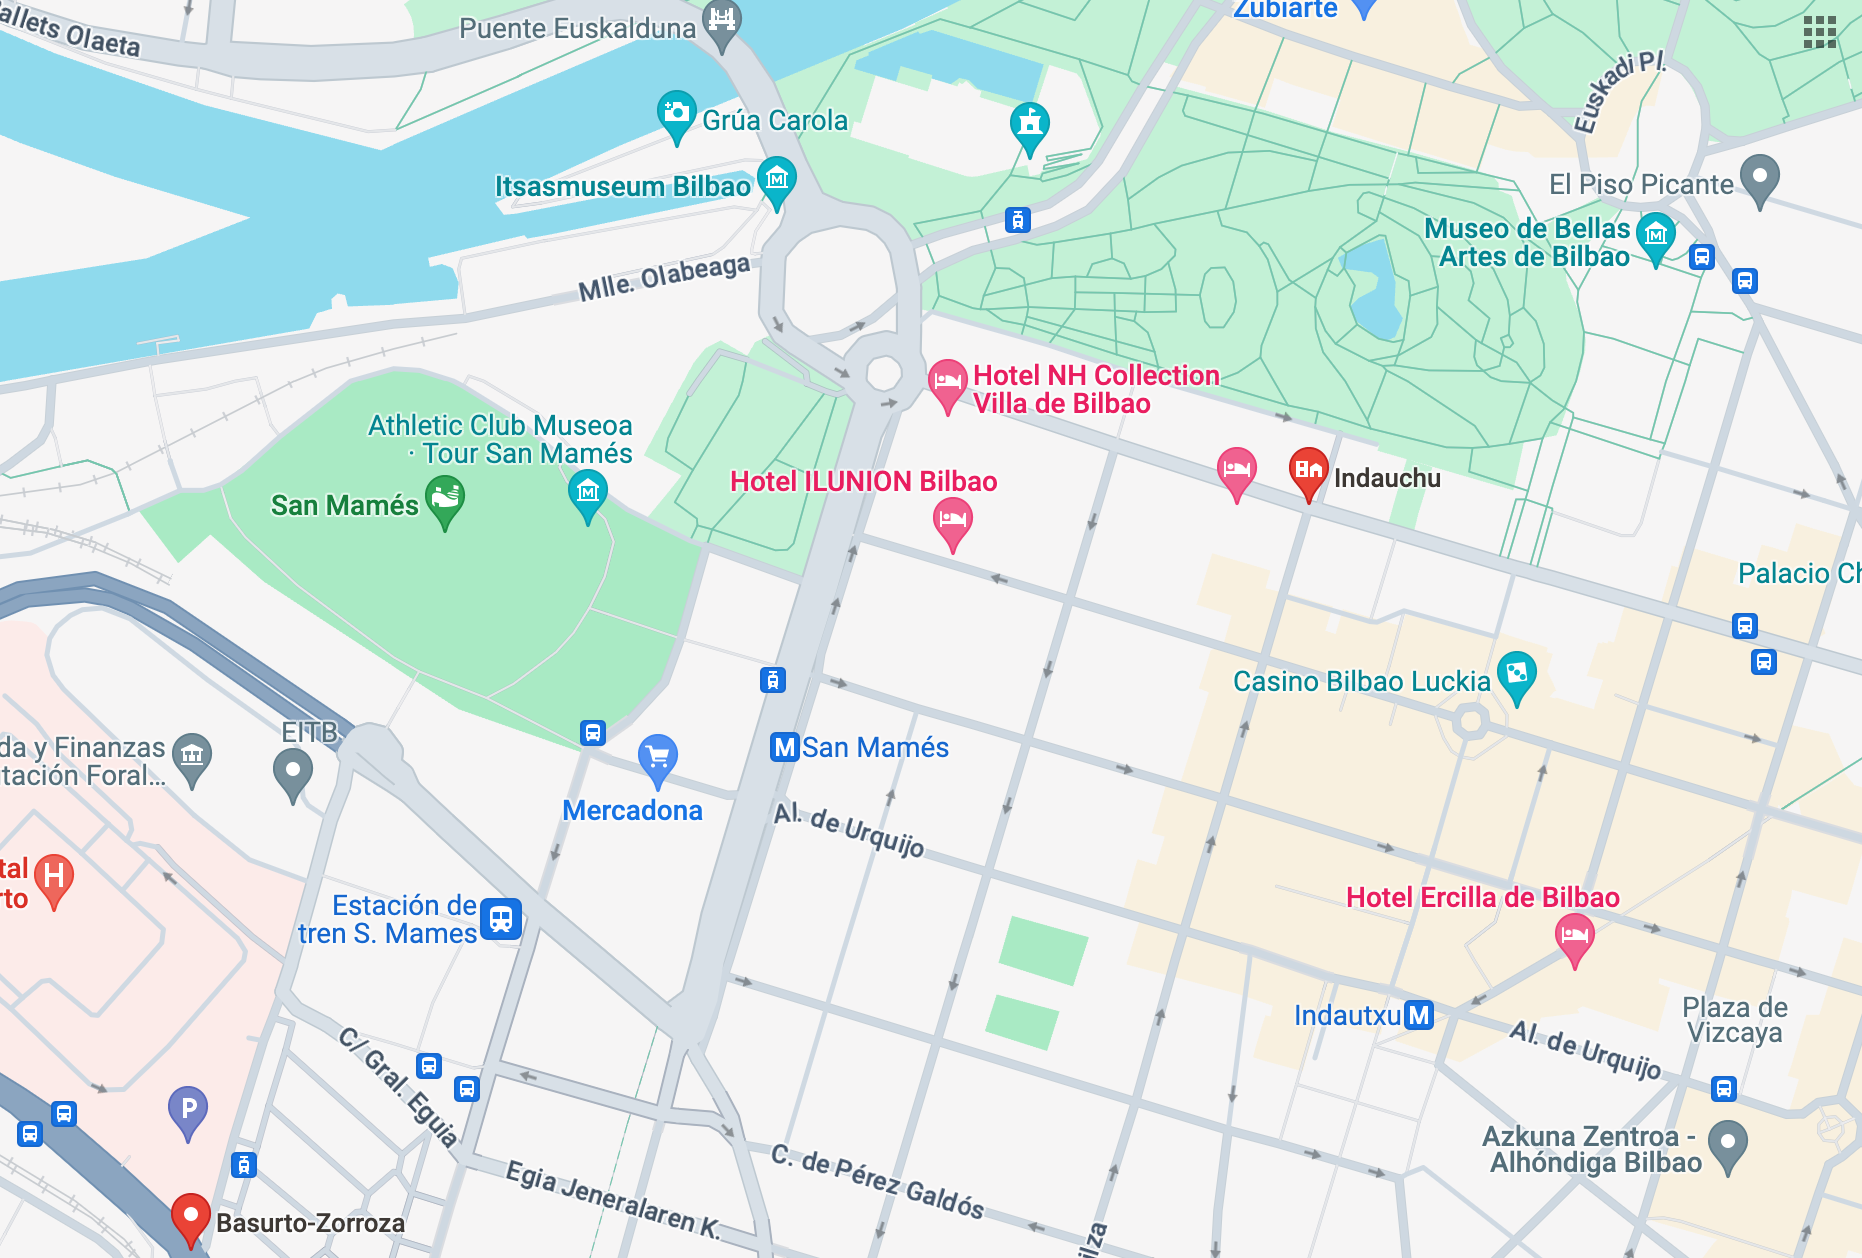 allets Olaeta
Puente Euskalduna
Zubiarte
Euskadi Pl.
Grúa Carola
Itsasmuseum Bilbao
El Piso Picante
Museo de Bellas
Artes de Bilbao
Mlle. Olabeaga
Hotel NH Collection
Villa de Bilbao
Athletic Club Museoa
· Tour San Mamés
San Mamés
Hotel ILUNION Bilbao
Indauchu
Palacio Ch
Casino Bilbao Luckia
EITB
da y Finanzas
utación Foral...
M San Mamés
Mercadona
Al. de Urquijo
tal
rto
H
Estación de
tren S. Mames
Hotel Ercilla de Bilbao
Indautxu M
Plaza de
Vizcaya
Al. de Urquijo
C/ Gral. Eguia
P
Azkuna Zentroa -
Alhóndiga Bilbao
Egia Jeneralaren K.
C. de Pérez Galdós
ilza
Basurto-Zorroza